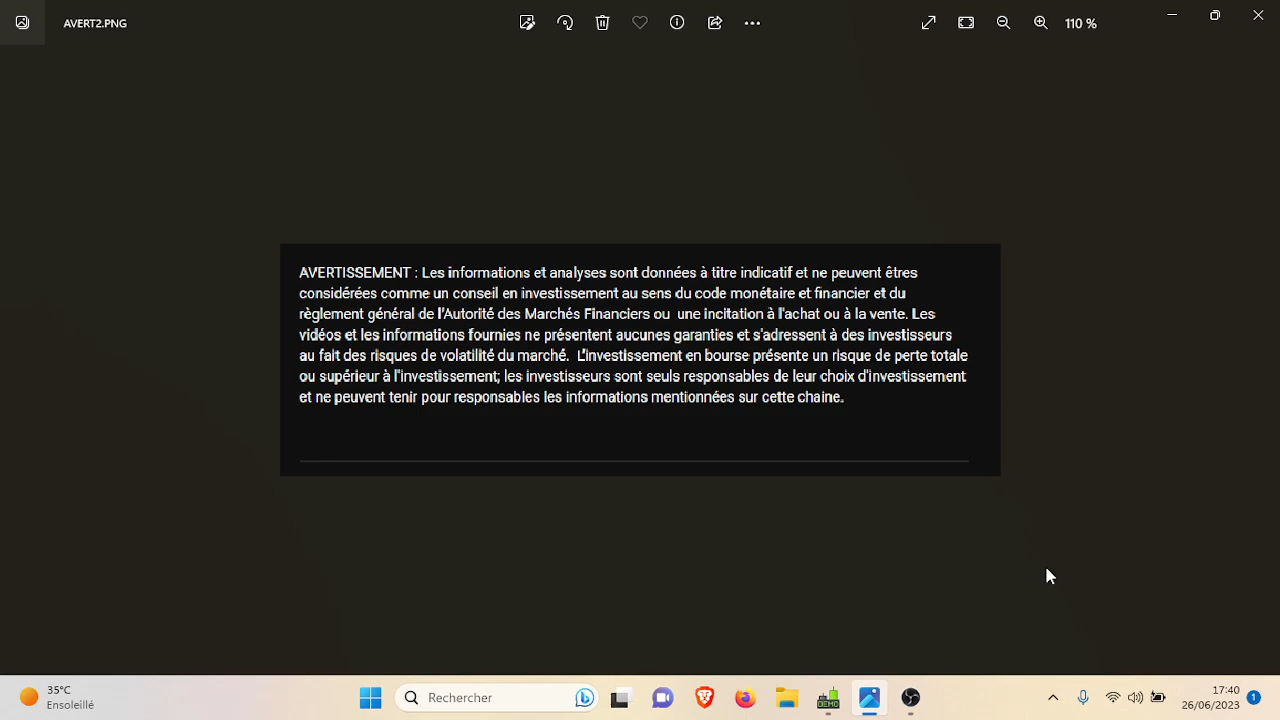 AVERT2.PNG
110 %
AVERTISSEMENT : Les informations et analyses sont données à titre indicatif et ne peuvent êtres
considérées comme un conseil en investissement au sens du code monétaire et financier et du
règlement général de l'Autorité des Marchés Financiers ou  une incitation à l'achat ou à la vente. Les
vidéos et les informations fournies ne présentent aucunes garanties et s'adressent à des investisseurs
au fait des risques de volatilité du marché.  L'investissement en bourse présente un risque de perte totale
ou supérieur à l'investissement; les investisseurs sont seuls responsables de leur choix d'investissement
et ne peuvent tenir pour responsables les informations mentionnées sur cette chaine.
35°C
Ensoleillé
Rechercher
DEMO
17:40
26/06/2023
1